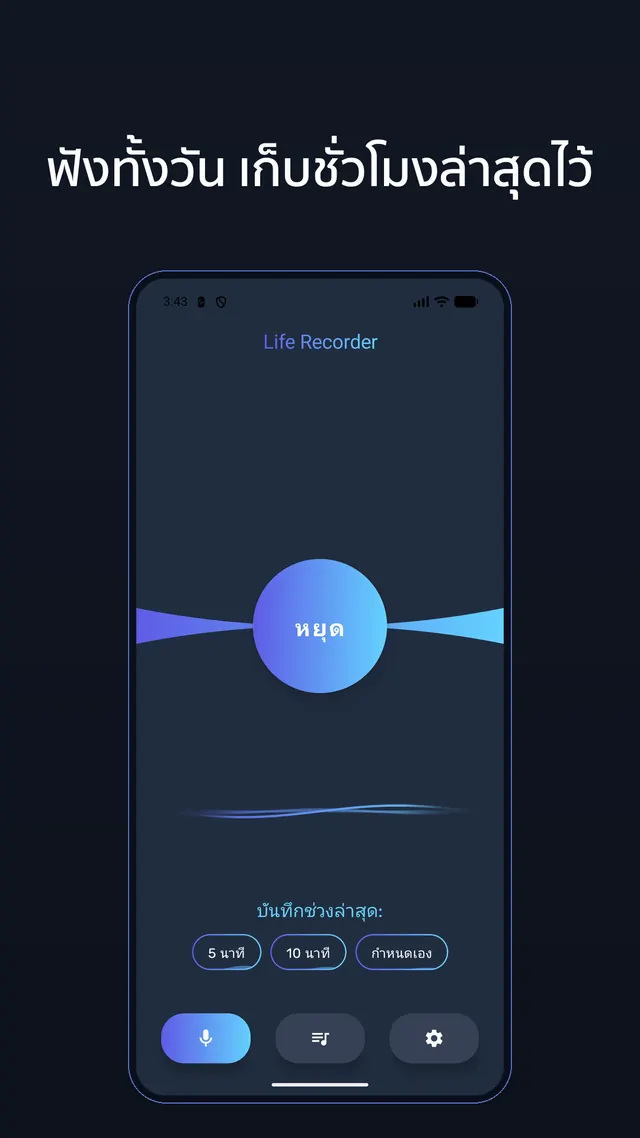 ฟังทั้งวัน เก็บชั่วโมงล่าสุดไว้
3:43
Life Recorder
หยุด
บันทึกช่วงล่าสุด:
5 นาที 10 นาที กำหนดเอง